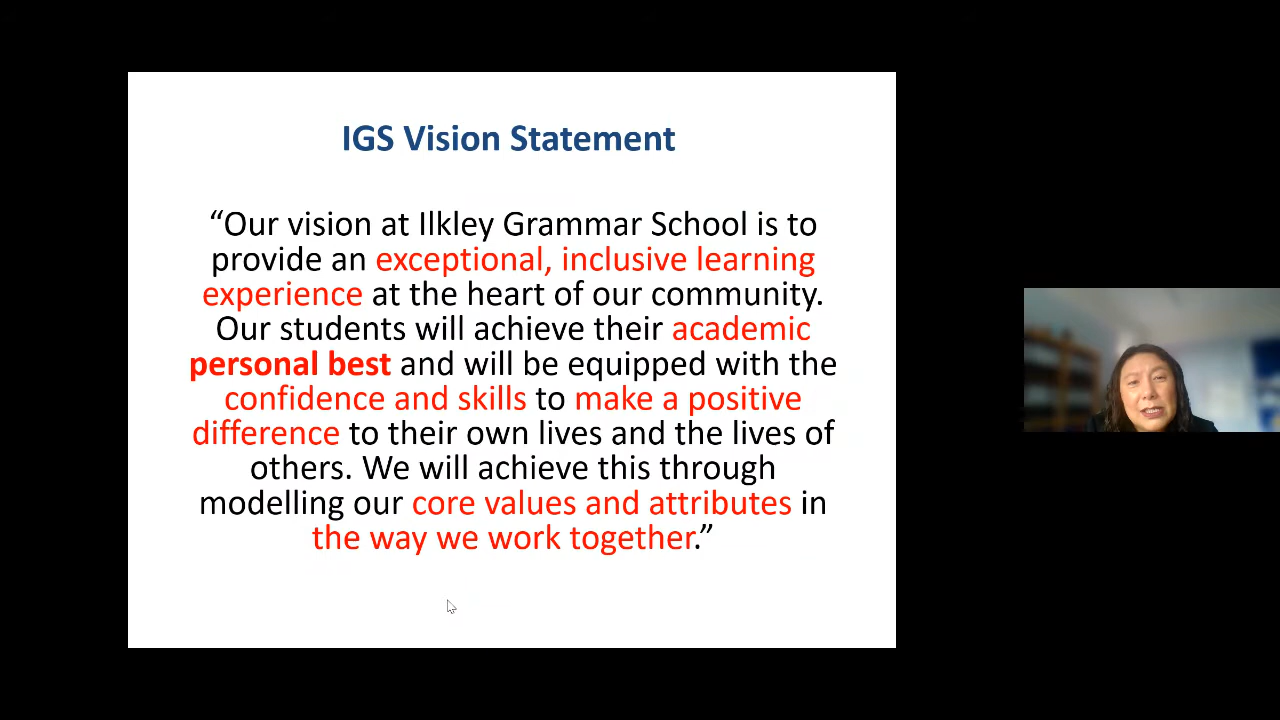 IGS Vision Statement
“Our vision at Ilkley Grammar School is to
provide an exceptional, inclusive learning
experience at the heart of our community.
Our students will achieve their academic
personal best and will be equipped with the
confidence and skills to make a positive
difference to their own lives and the lives of
others. We will achieve this through
modelling our core values and attributes in
the way we work together.”